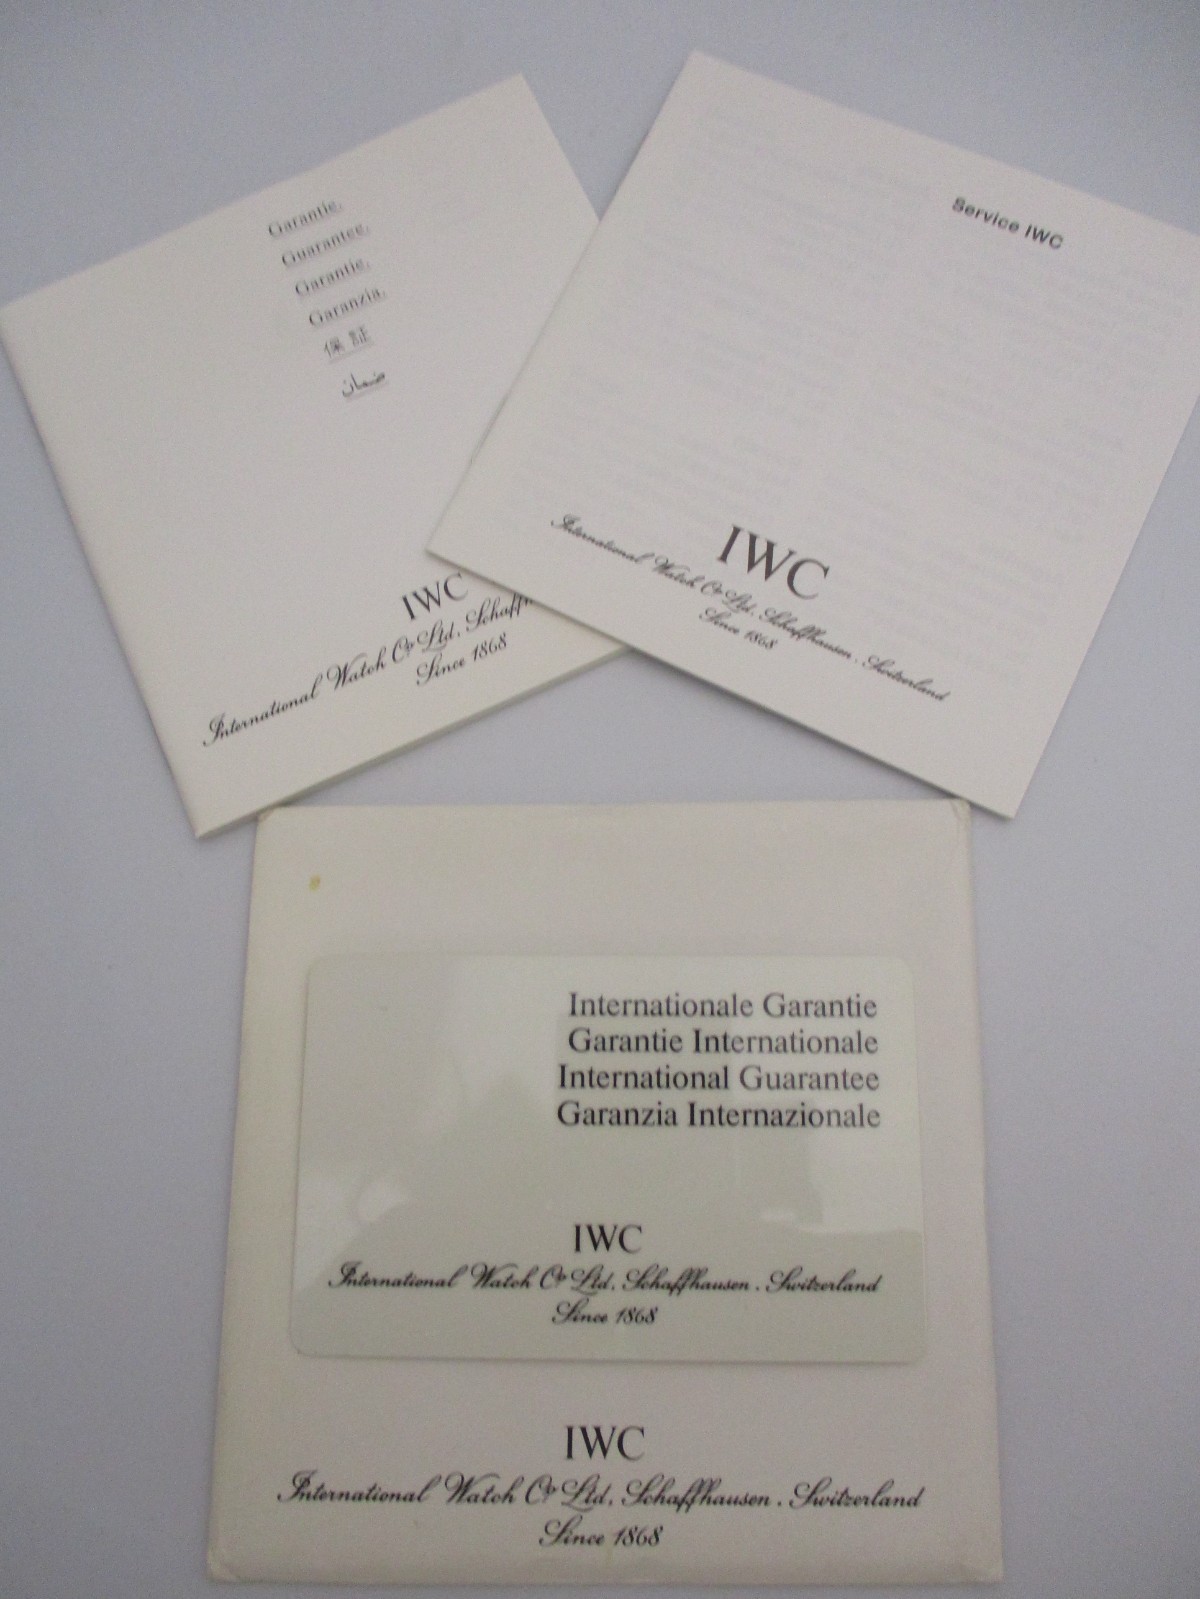 Garantie.
Guarantee.
Garantie.
Garanzia.
保証
ضمان
IWC
International Watch Co Ltd, Schaffh
Since 1868
Service IWC
IWC
International Watch Co Ltd, Schaffhausen. Switzerland
Since 1868
Internationale Garantie
Garantie Internationale
International Guarantee
Garanzia Internazionale
IWC
International Watch Co Ltd, Schaffhausen. Switzerland
Since 1868
IWC
International Watch Co Ltd, Schaffhausen. Switzerland
Since 1868